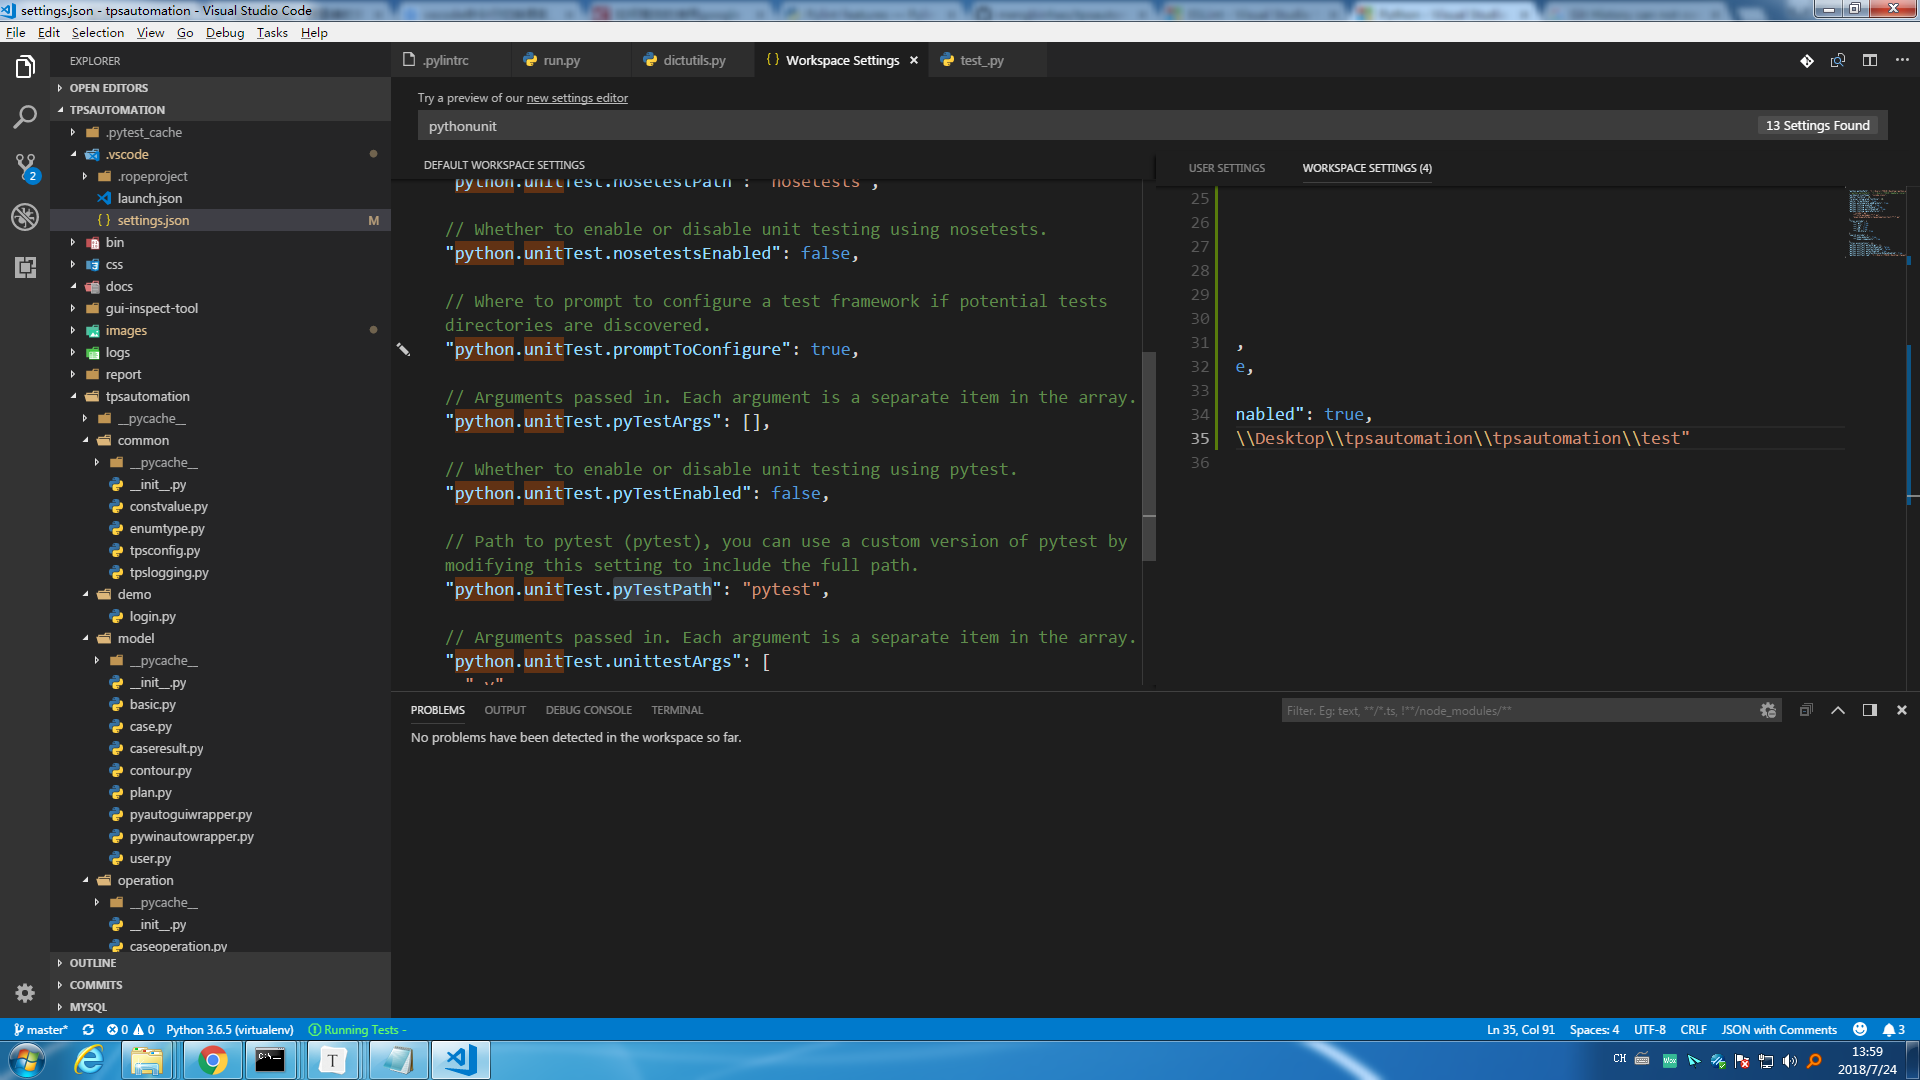 settings.json - tpsautomation - Visual Studio Code
File Edit Selection View Go Debug Tasks Help
EXPLORER
OPEN EDITORS
TPSAUTOMATION
.pytest_cache
.vscode
.ropeproject
launch.json
{ } settings.json M
bin
css
docs
gui-inspect-tool
images
logs
report
tpsautomation
__pycache__
common
__pycache__
__init__.py
constvalue.py
enumtype.py
tpsconfig.py
tpslogging.py
demo
login.py
model
__pycache__
__init__.py
basic.py
case.py
caseresult.py
contour.py
plan.py
pyautoguiwrapper.py
pywinautowrapper.py
user.py
operation
__pycache__
__init__.py
caseoperation.py
OUTLINE
COMMITS
MYSQL
2
.pylintrc run.py dictutils.py { } Workspace Settings × test_.py
Try a preview of our new settings editor
pythonunit 13 Settings Found
DEFAULT WORKSPACE SETTINGS
"python.unitTest.nosetestPath": "nosetests",
// Whether to enable or disable unit testing using nosetests.
"python.unitTest.nosetestsEnabled": false,
// Where to prompt to configure a test framework if potential tests
directories are discovered.
"python.unitTest.promptToConfigure": true,
// Arguments passed in. Each argument is a separate item in the array.
"python.unitTest.pyTestArgs": [],
// Whether to enable or disable unit testing using pytest.
"python.unitTest.pyTestEnabled": false,
// Path to pytest (pytest), you can use a custom version of pytest by
modifying this setting to include the full path.
"python.unitTest.pyTestPath": "pytest",
// Arguments passed in. Each argument is a separate item in the array.
"python.unitTest.unittestArgs": [
USER SETTINGS WORKSPACE SETTINGS (4)
25
26
27
28
29
30
31 ,
32 e,
33
34 nabled": true,
35 \\Desktop\\tpsautomation\\tpsautomation\\test"
36
PROBLEMS OUTPUT DEBUG CONSOLE TERMINAL
Filter. Eg: text, **/*.ts, !**/node_modules/**
No problems have been detected in the workspace so far.
master* 0 0 Python 3.6.5 (virtualenv) Running Tests -
Ln 35, Col 91 Spaces: 4 UTF-8 CRLF JSON with Comments 3
CH
13:59
2018/7/24